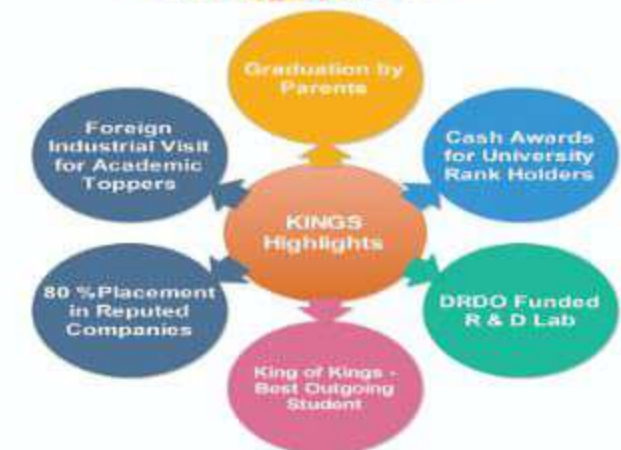 Graduation by
Parents
Cash Awards
for University
Rank Holders
DRDO Funded
R & D Lab
King of Kings -
Best Outgoing
Student
80 %Placement
in Reputed
Companies
Foreign
Industrial Visit
for Academic
Toppers
KINGS
Highlights